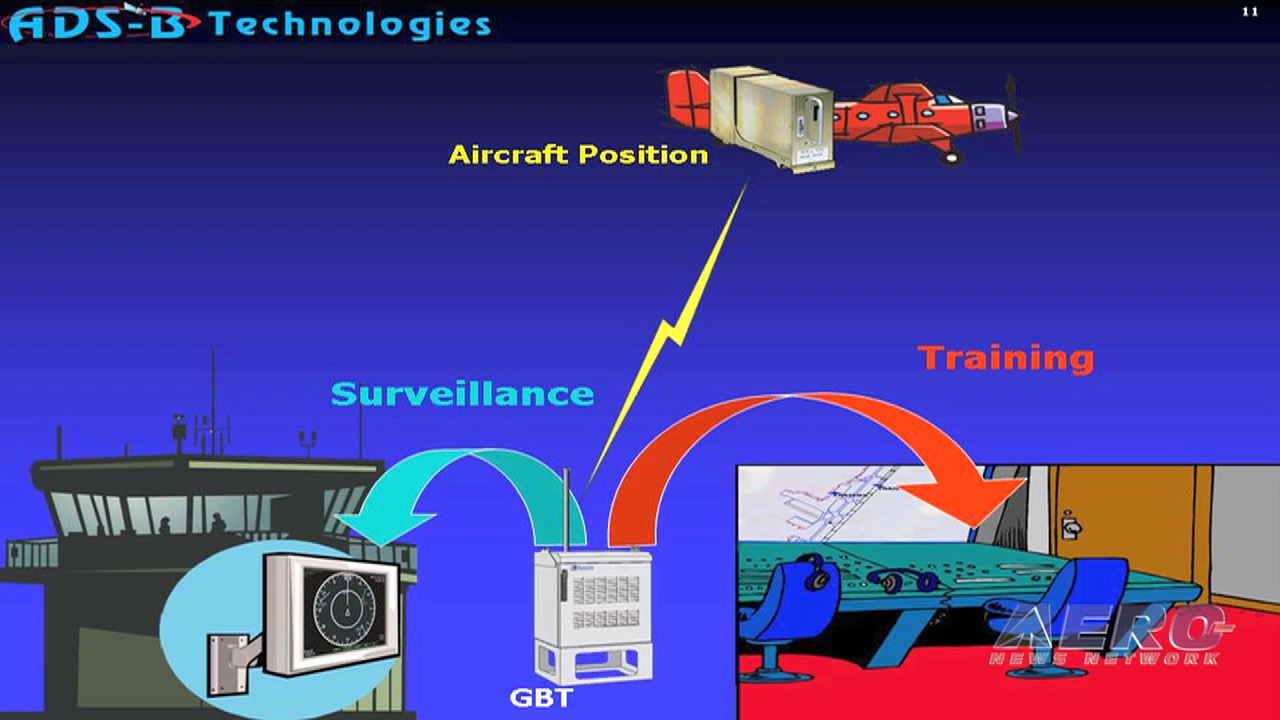 ADS-B Technologies
11
Aircraft Position
Training
Surveillance
GBT
AERO-
NEWS NETWORK